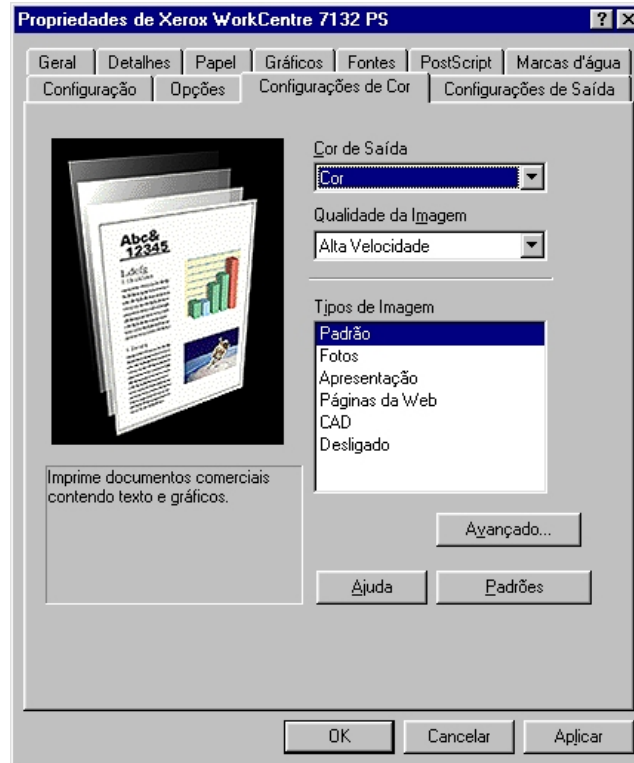 Propriedades de Xerox WorkCentre 7132 PS
Geral Detalhes Papel Gráficos Fontes PostScript Marcas d'água
Configuração Opções Configurações de Cor Configurações de Saída
Abc&
12345
Cor de Saída
Cor
Qualidade da Imagem
Alta Velocidade
Tipos de Imagem
Padrão
Fotos
Apresentação
Páginas da Web
CAD
Desligado
Imprime documentos comerciais
contendo texto e gráficos.
Avançado...
Ajuda Padrões
OK Cancelar Aplicar